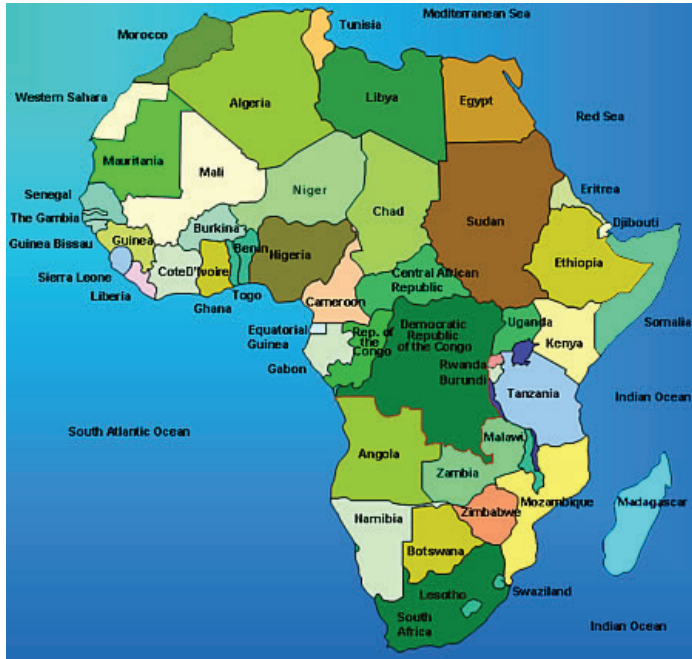 Mediterranean Sea
Tunisia
Morocco
Western Sahara
Algeria
Libya
Egypt
Red Sea
Mauritania
Mali
Niger
Chad
Sudan
Eritrea
Senegal
The Gambia
Guinea Bissau
Guinea
Burkina
Benin
Nigeria
Djibouti
Ethiopia
Sierra Leone
Liberia
CoteD'Ivoire
Ghana
Togo
Cameroon
Central African
Republic
Somalia
Equatorial
Guinea
Gabon
Rep. of
the
Congo
Democratic
Republic
of the Congo
Uganda
Kenya
Rwanda
Burundi
Tanzania
Indian Ocean
South Atlantic Ocean
Angola
Malawi
Zambia
Mozambique
Madagascar
Namibia
Zimbabwe
Botswana
Swaziland
Lesotho
South
Africa
Indian Ocean